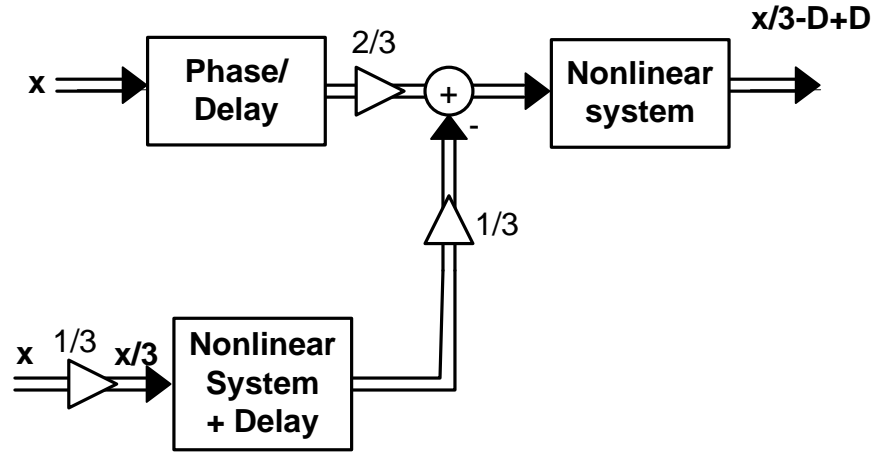 x/3-D+D
2/3
x
Phase/
Delay
+
-
Nonlinear
system
1/3
x
1/3
x/3
Nonlinear
System
+ Delay